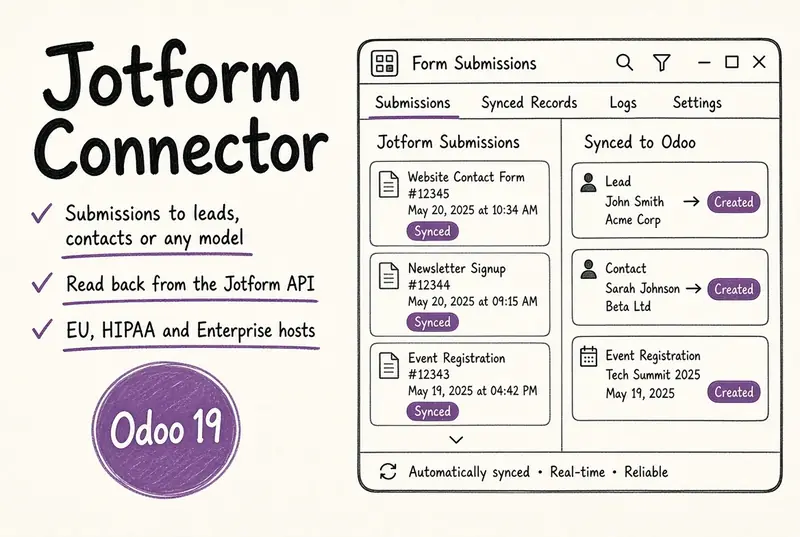 Jotform
Connector
Submissions to leads,
contacts or any model
Read back from the Jotform API
EU, HIPAA and Enterprise hosts
Odoo 19
Form Submissions
Submissions
Synced Records
Logs
Settings
Jotform Submissions
Website Contact Form
#12345
May 20, 2025 at 10:34 AM
Synced
Newsletter Signup
#12344
May 20, 2025 at 09:15 AM
Synced
Event Registration
#12343
May 19, 2025 at 04:42 PM
Synced
Synced to Odoo
Lead
John Smith
Acme Corp
Created
Contact
Sarah Johnson
Beta Ltd
Created
Event Registration
Tech Summit 2025
May 19, 2025
Created
Automatically synced • Real-time • Reliable